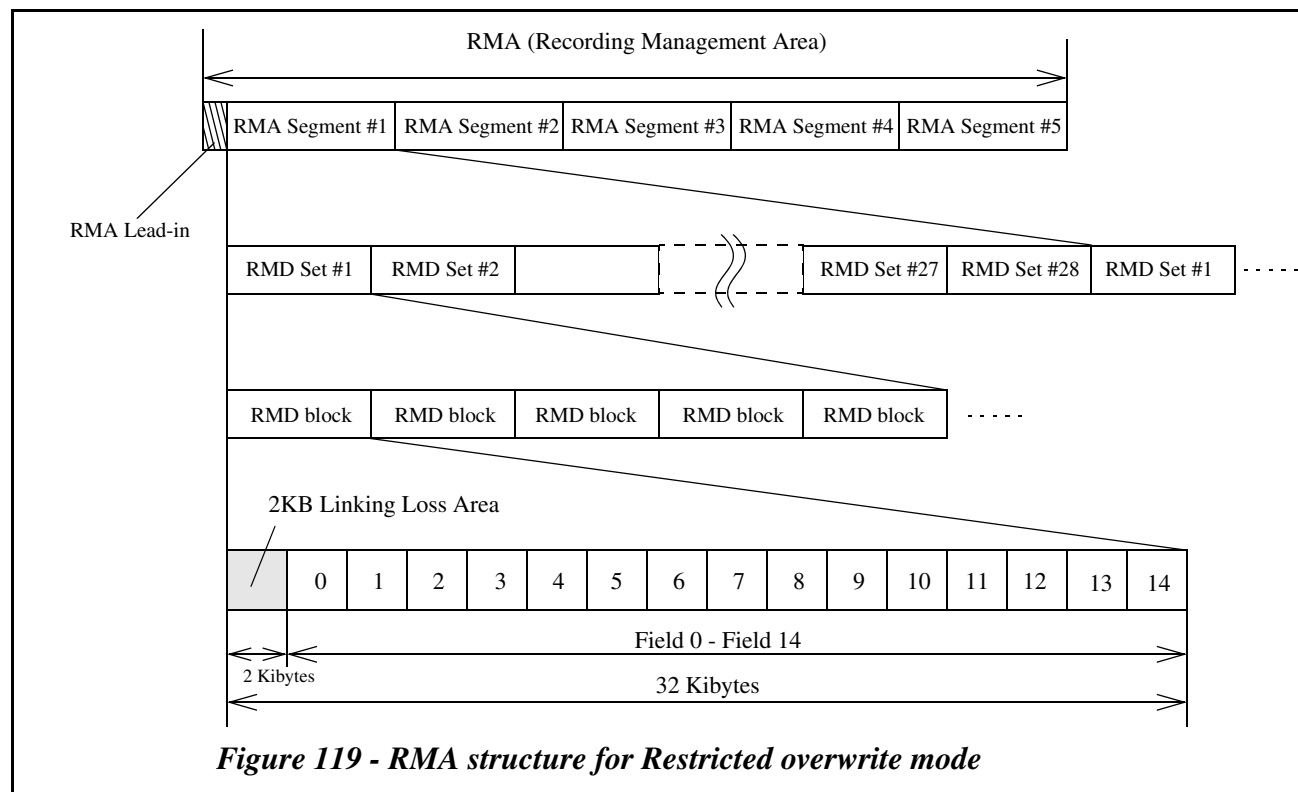 RMA (Recording Management Area)
RMA Segment #1 RMA Segment #2 RMA Segment #3 RMA Segment #4 RMA Segment #5
RMA Lead-in
RMD Set #1 RMD Set #2 RMD Set #27 RMD Set #28 RMD Set #1
RMD block RMD block RMD block RMD block RMD block
2KB Linking Loss Area
0 1 2 3 4 5 6 7 8 9 10 11 12 13 14
Field 0 - Field 14
2 Kibytes
32 Kibytes
Figure 119 - RMA structure for Restricted overwrite mode